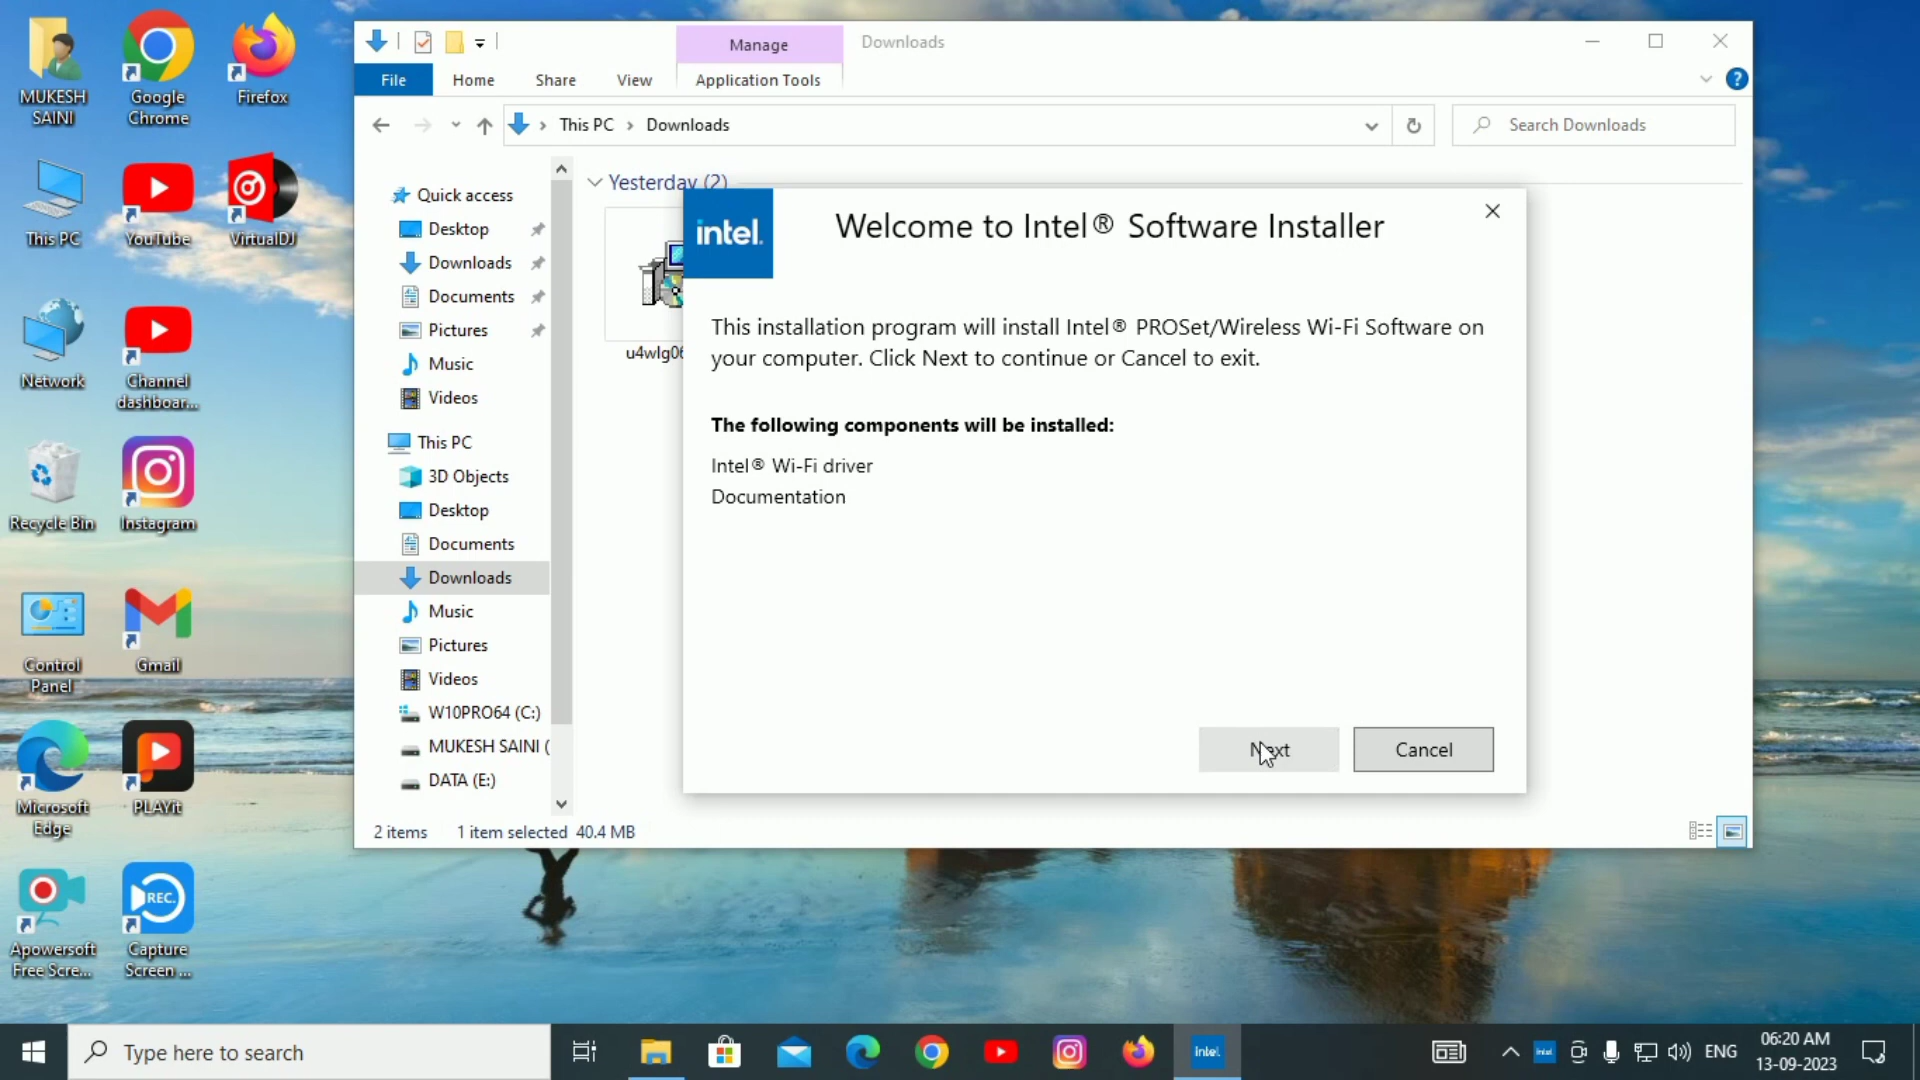 MUKESH
SAINI
Google
Chrome
Firefox
This PC
YouTube
VirtualDJ
Network
Channel
dashboar...
Recycle Bin
Instagram
Control
Panel
Gmail
Microsoft
Edge
PLAYit
Apowersoft
Free Scre...
REC.
Capture
Screen ...
Manage
Downloads
File
Home
Share
View
Application Tools
?
This PC
Downloads
Search Downloads
Quick access
Desktop
Downloads
Documents
Pictures
Music
Videos
This PC
3D Objects
Desktop
Documents
Downloads
Music
Pictures
Videos
W10PRO64 (C:)
MUKESH SAINI (
DATA (E:)
Yesterday (2)
intel.
Welcome to Intel® Software Installer
This installation program will install Intel® PROSet/Wireless Wi-Fi Software on
your computer. Click Next to continue or Cancel to exit.
The following components will be installed:
Intel® Wi-Fi driver
Documentation
Next
Cancel
2 items
1 item selected 40.4 MB
Type here to search
intel.
intel
ENG
06:20 AM
13-09-2023